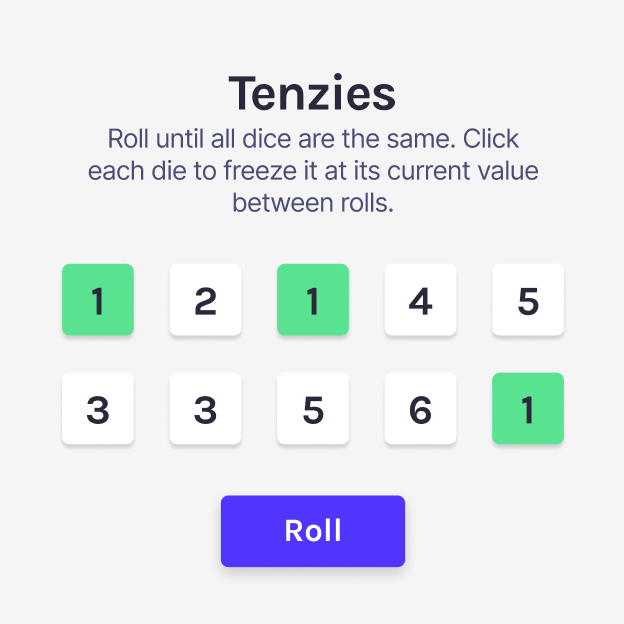 Tenzies
Roll until all dice are the same. Click
each die to freeze it at its current value
between rolls.
1 2 1 4 5
3 3 5 6 1
Roll